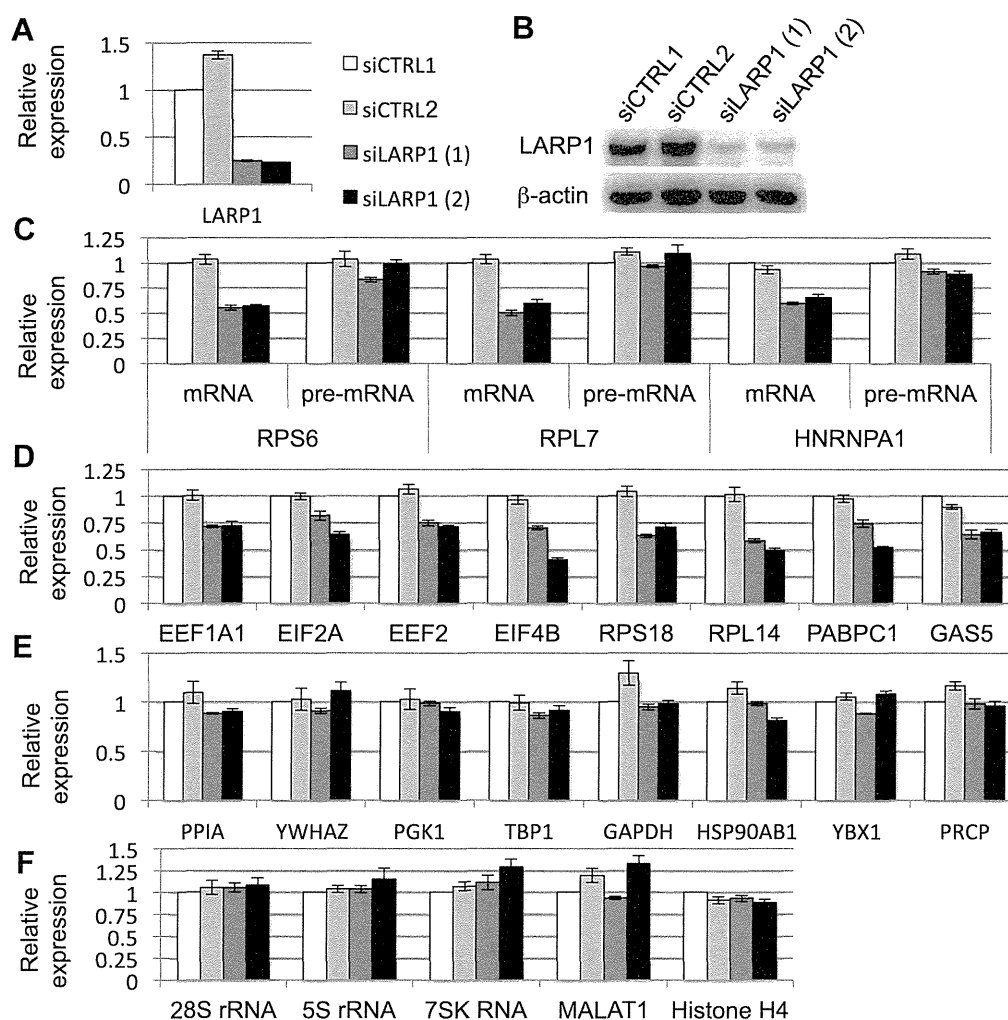 A
Relative expression
1.5
1
0.5
0
LARP1
siCTRL1
siCTRL2
siLARP1 (1)
siLARP1 (2)
B
siCTRL1
siCTRL2
siLARP1 (1)
siLARP1 (2)
LARP1
β-actin
C
Relative expression
1.25
1
0.75
0.5
0.25
0
mRNA pre-mRNA mRNA pre-mRNA mRNA pre-mRNA
RPS6 RPL7 HNRNPA1
D
Relative expression
1.25
1
0.75
0.5
0.25
0
EEF1A1 EIF2A EEF2 EIF4B RPS18 RPL14 PABPC1 GAS5
E
Relative expression
1.5
1
0.5
0
PPIA YWHAZ PGK1 TBP1 GAPDH HSP90AB1 YBX1 PRCP
F
Relative expression
1.5
1.25
1
0.75
0.5
0.25
0
28S rRNA 5S rRNA 7SK RNA MALAT1 Histone H4